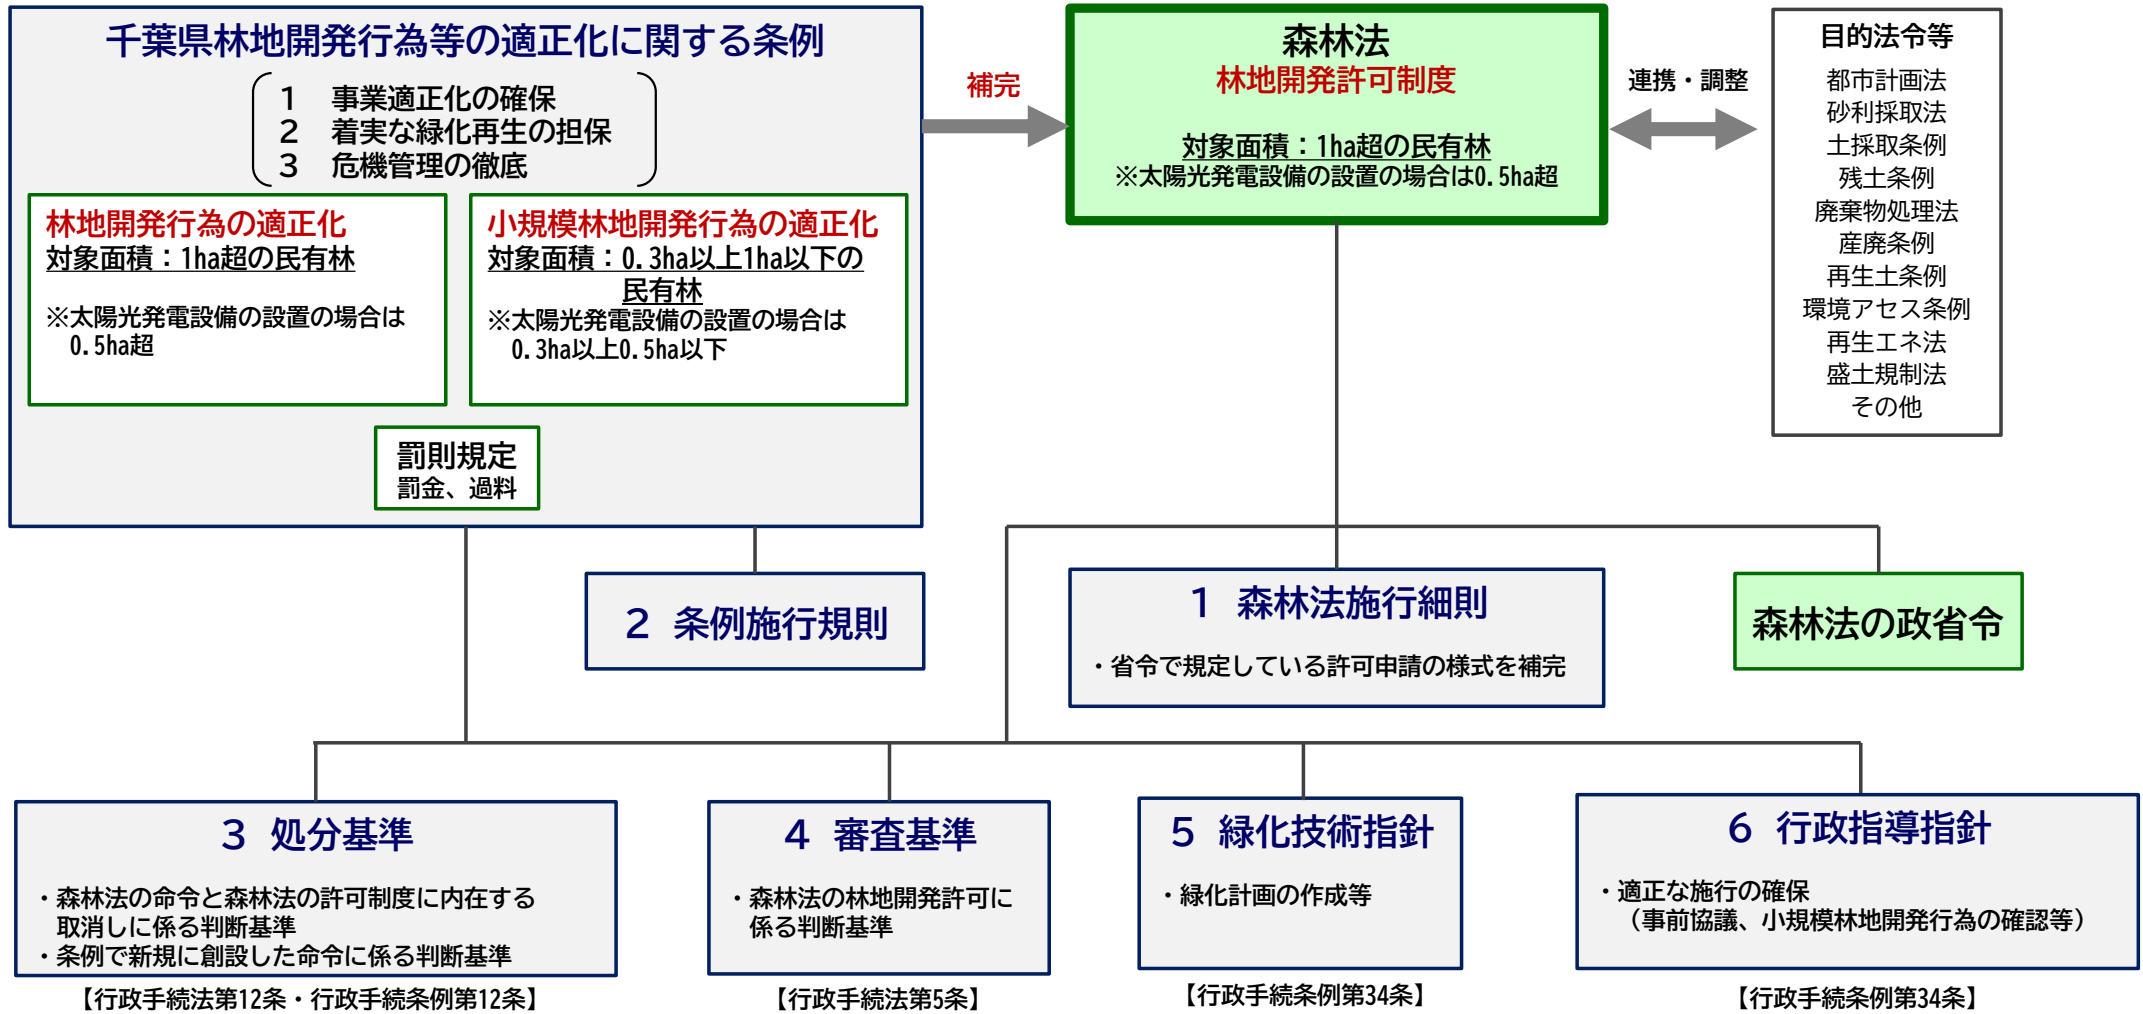 千葉県林地開発行為等の適正化に関する条例
1 事業適正化の確保
2 着実な緑化再生の担保
3 危機管理の徹底
林地開発行為の適正化
対象面積：1ha超の民有林
※太陽光発電設備の設置の場合は
0.5ha超
小規模林地開発行為の適正化
対象面積：0.3ha以上1ha以下の
民有林
※太陽光発電設備の設置の場合は
0.3ha以上0.5ha以下
罰則規定
罰金、過料
補完
森林法
林地開発許可制度
対象面積：1ha超の民有林
※太陽光発電設備の設置の場合は0.5ha超
連携・調整
目的法令等
都市計画法
砂利採取法
土採取条例
残土条例
廃棄物処理法
産廃条例
再生土条例
環境アセス条例
再生エネ法
盛土規制法
その他
2 条例施行規則
1 森林法施行細則
・省令で規定している許可申請の様式を補完
森林法の政省令
3 処分基準
・森林法の命令と森林法の許可制度に内在する
取消しに係る判断基準
・条例で新規に創設した命令に係る判断基準
【行政手続法第12条・行政手続条例第12条】
4 審査基準
・森林法の林地開発許可に
係る判断基準
【行政手続法第5条】
5 緑化技術指針
・緑化計画の作成等
【行政手続条例第34条】
6 行政指導指針
・適正な施行の確保
（事前協議、小規模林地開発行為の確認等）
【行政手続条例第34条】